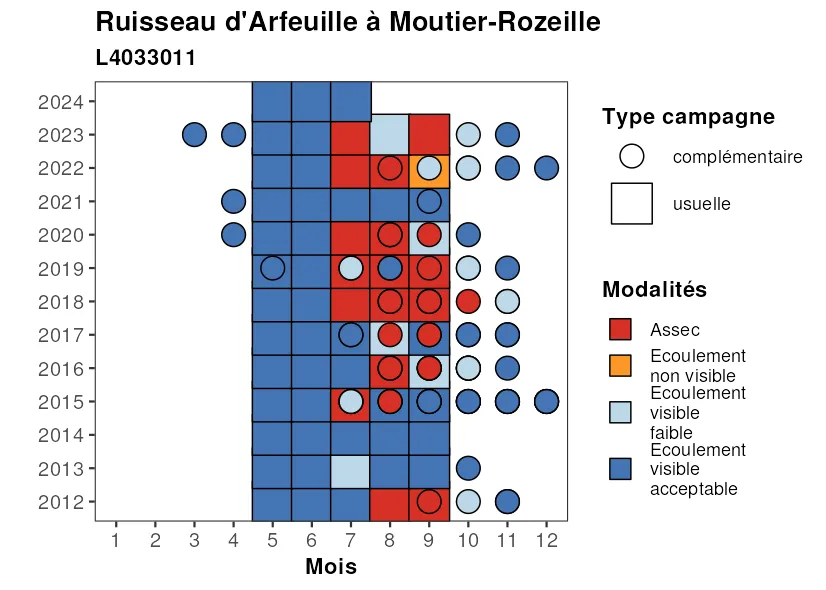 Ruisseau d'Arfeuille à Moutier-Rozeille
L4033011
2024
2023
2022
2021
2020
2019
2018
2017
2016
2015
2014
2013
2012
1 2 3 4 5 6 7 8 9 10 11 12
Mois
Type campagne
complémentaire
usuelle
Modalités
Assec
Ecoulement
non visible
Ecoulement
visible
faible
Ecoulement
visible
acceptable